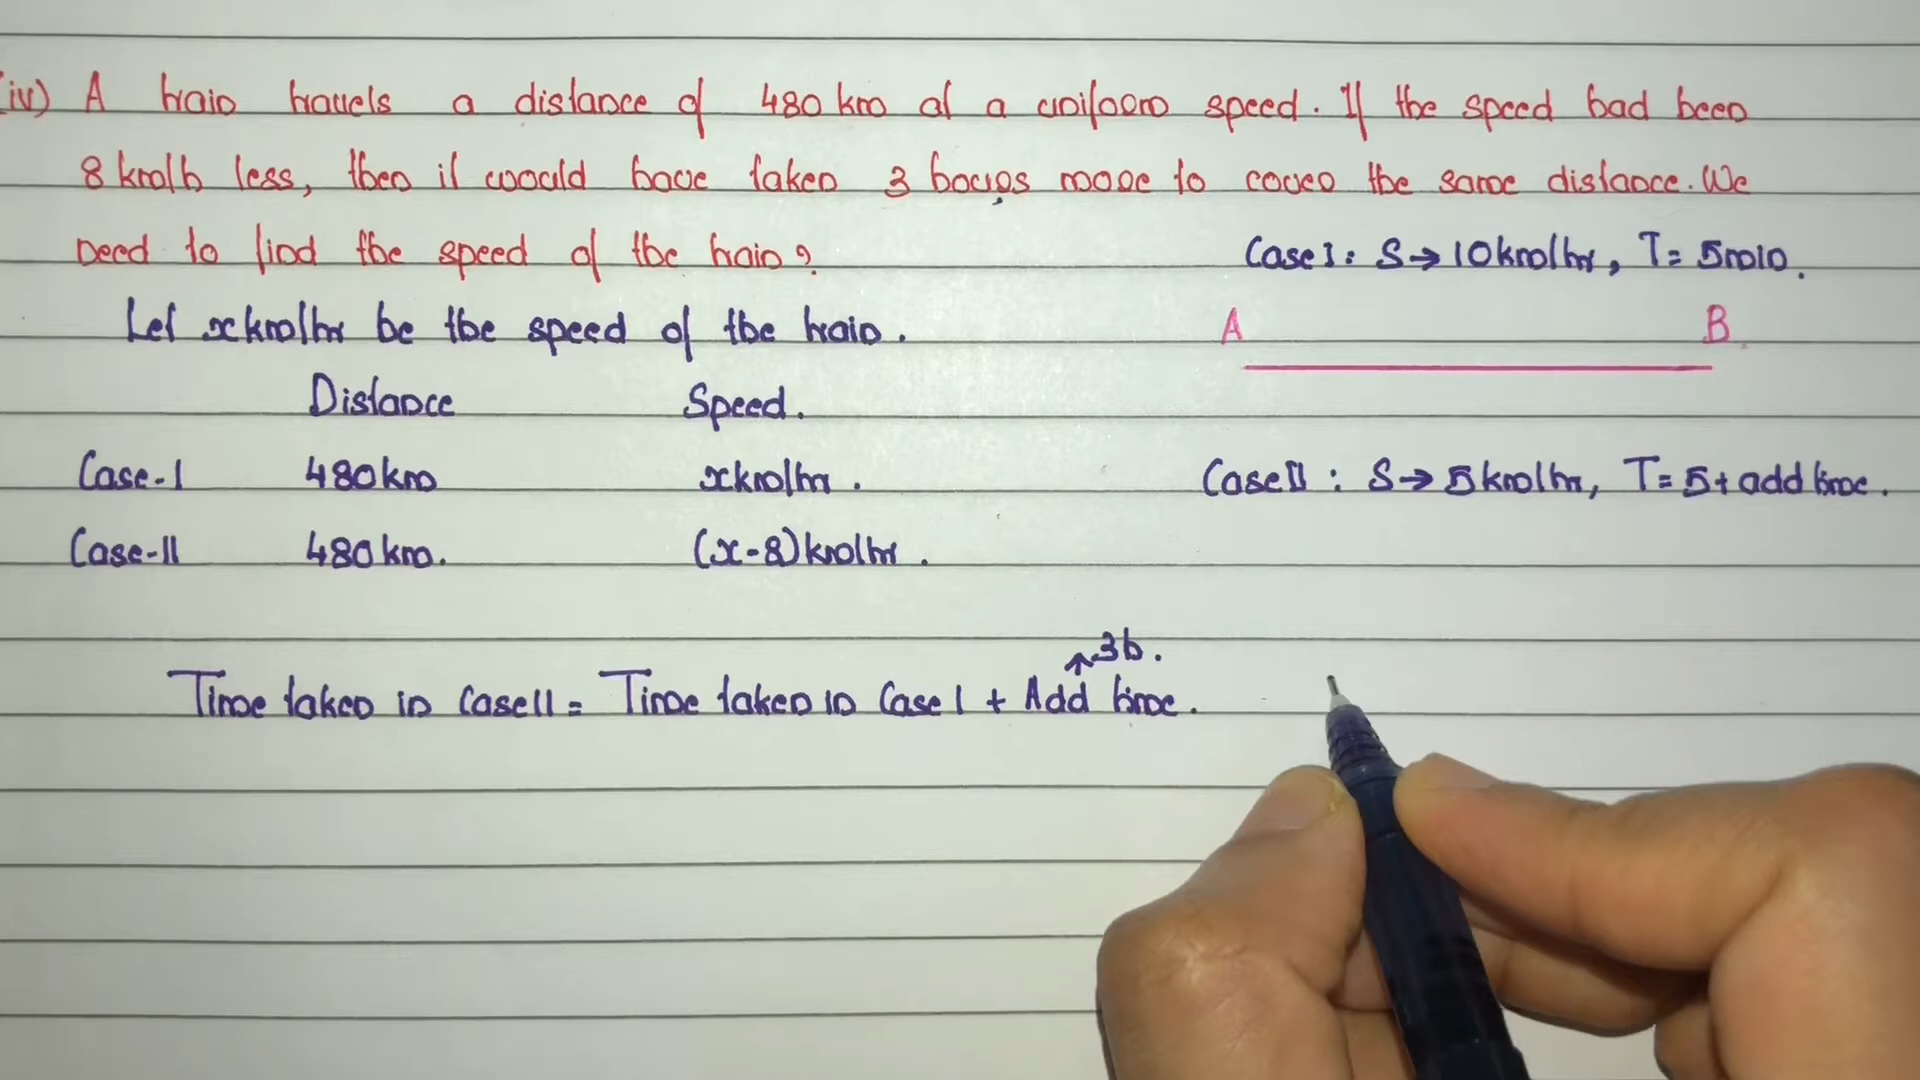 (iv) A train travels a distance of 480 km at a uniform speed. If the speed had been
8 km/h less, then it would have taken 3 hours more to cover the same distance. We
need to find the speed of the train?
Case I : S → 10 km/hr, T = 5 min.
Let x km/hr be the speed of the train.
A B
Distance Speed.
Case-I 480 km x km/hr.
Case II : S → 5 km/hr, T = 5 + add time.
Case-II 480 km. (x-8) km/hr.
3h.
Time taken in Case II = Time taken in Case I + Add time.